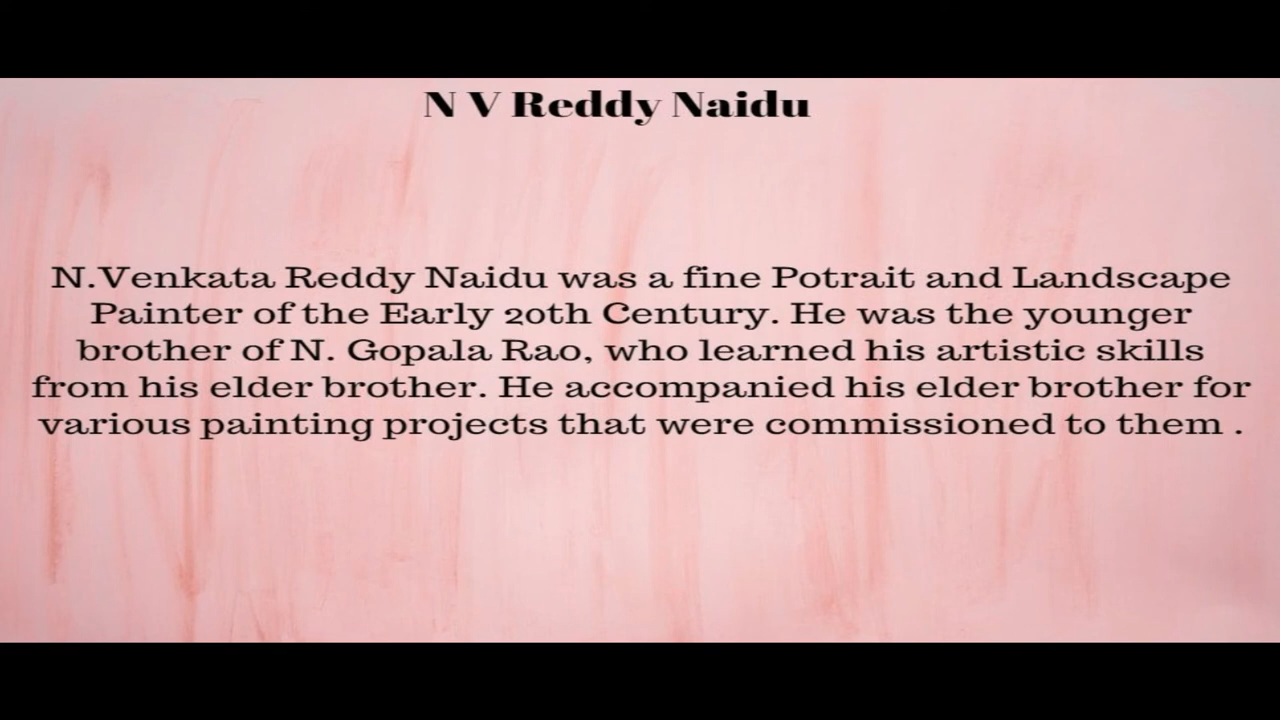 N V Reddy Naidu
N.Venkata Reddy Naidu was a fine Potrait and Landscape
Painter of the Early 20th Century. He was the younger
brother of N. Gopala Rao, who learned his artistic skills
from his elder brother. He accompanied his elder brother for
various painting projects that were commissioned to them .